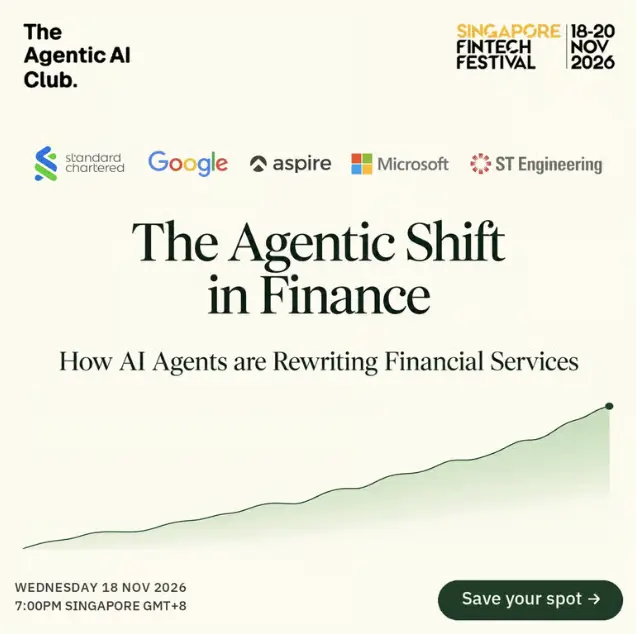 The
Agentic AI
Club.
SINGAPORE
FINTECH
FESTIVAL
18-20
NOV
2026
standard
chartered
Google
aspire
Microsoft
ST Engineering
The Agentic Shift
in Finance
How AI Agents are Rewriting Financial Services
WEDNESDAY 18 NOV 2026
7:00PM SINGAPORE GMT+8
Save your spot →